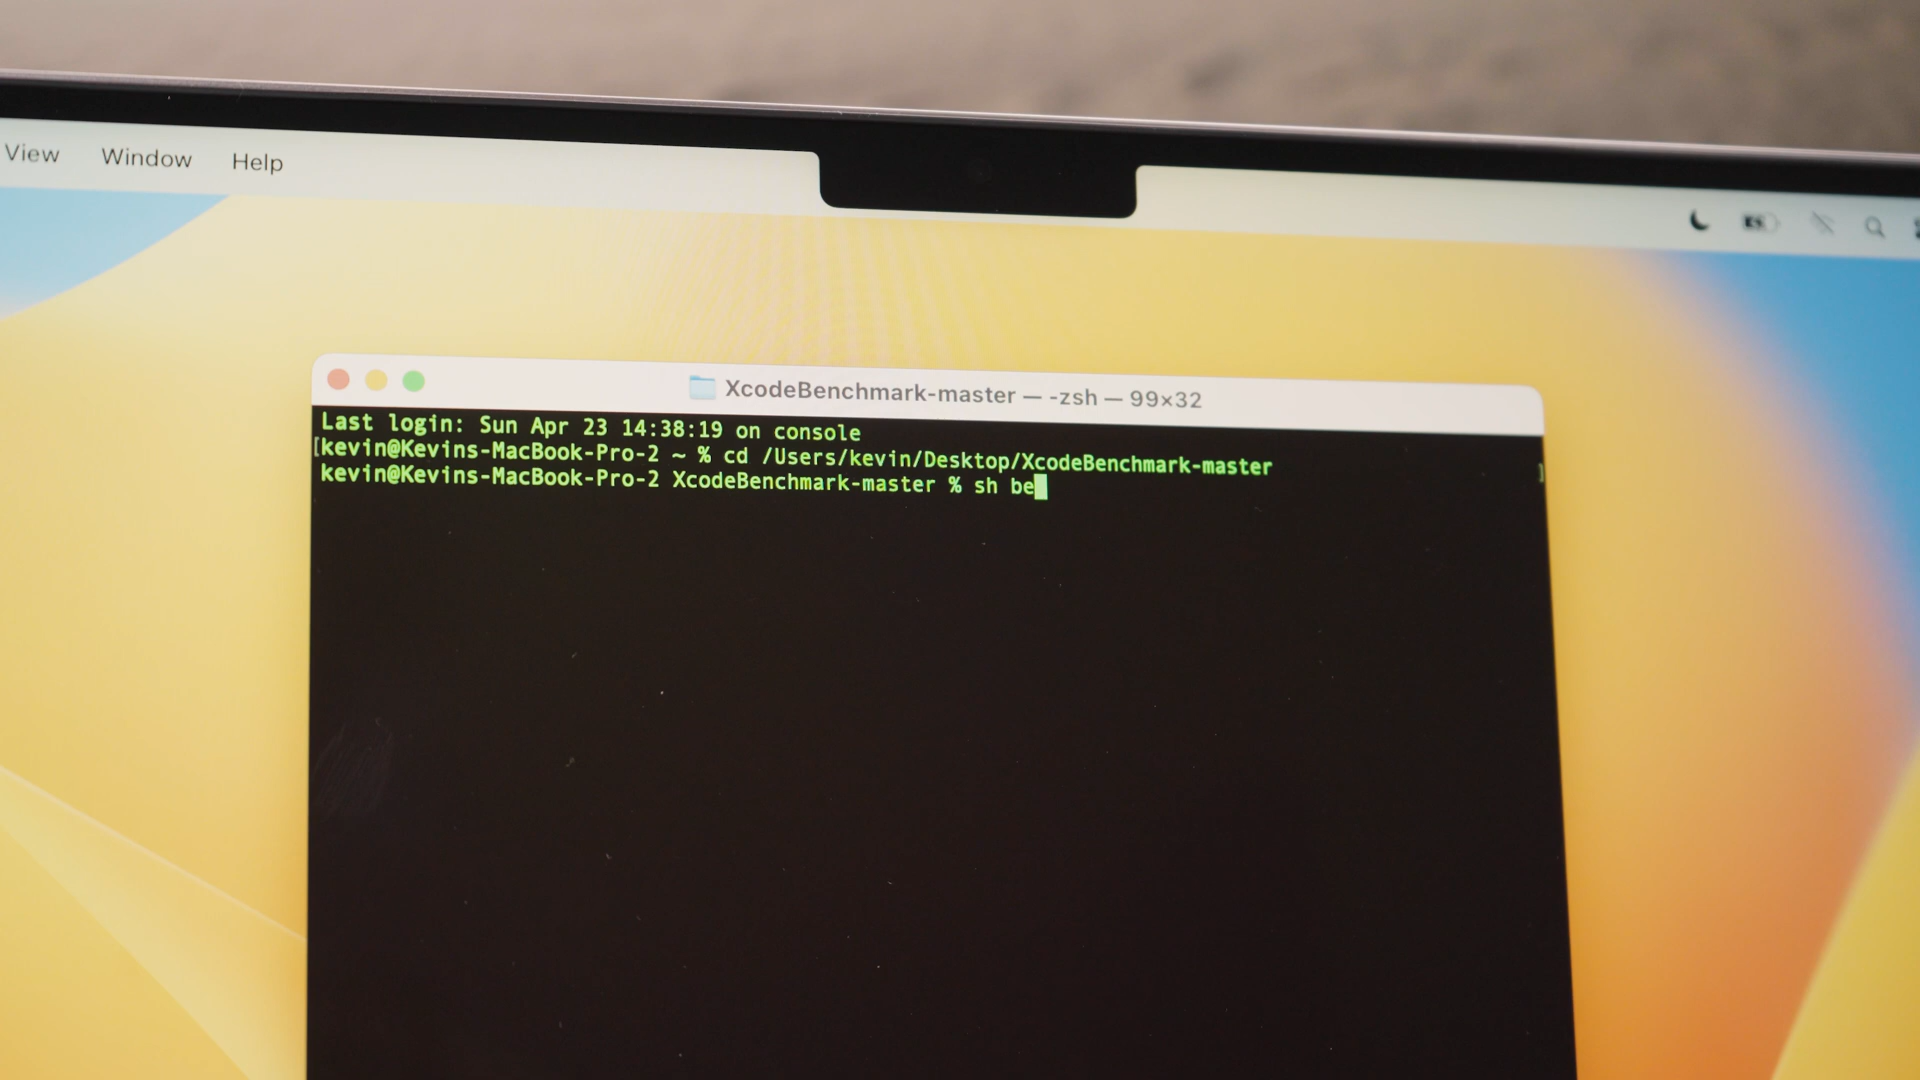 View Window Help
XcodeBenchmark-master — -zsh — 99×32
Last login: Sun Apr 23 14:38:19 on console
[kevin@Kevins-MacBook-Pro-2 ~ % cd /Users/kevin/Desktop/XcodeBenchmark-master ]
kevin@Kevins-MacBook-Pro-2 XcodeBenchmark-master % sh be